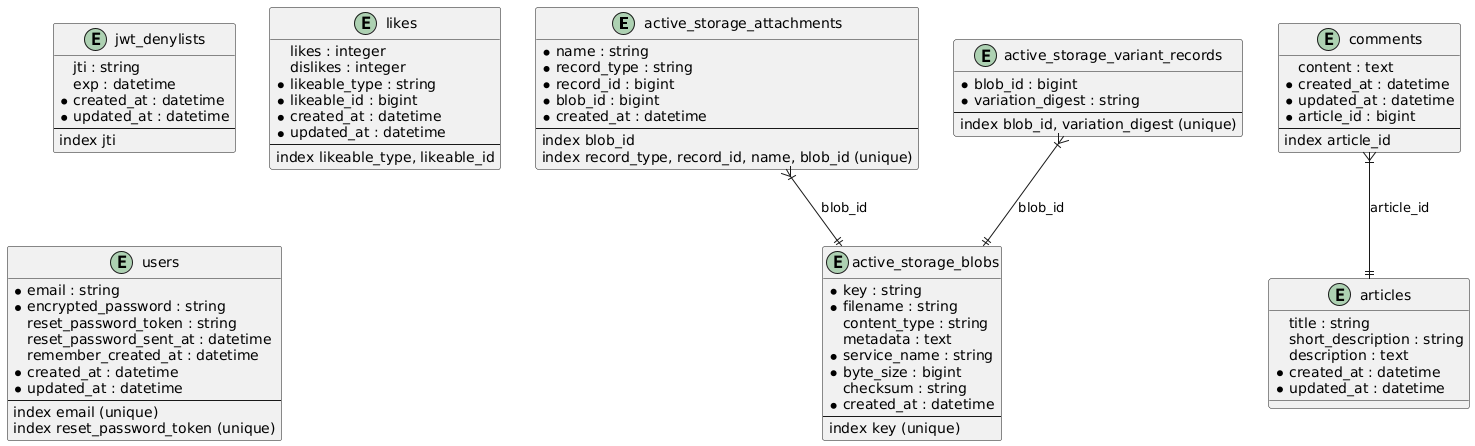 E jwt_denylists
jti : string
exp : datetime
* created_at : datetime
* updated_at : datetime
index jti
E likes
likes : integer
dislikes : integer
* likeable_type : string
* likeable_id : bigint
* created_at : datetime
* updated_at : datetime
index likeable_type, likeable_id
E active_storage_attachments
* name : string
* record_type : string
* record_id : bigint
* blob_id : bigint
* created_at : datetime
index blob_id
index record_type, record_id, name, blob_id (unique)
E active_storage_variant_records
* blob_id : bigint
* variation_digest : string
index blob_id, variation_digest (unique)
E comments
content : text
* created_at : datetime
* updated_at : datetime
* article_id : bigint
index article_id
blob_id
blob_id
article_id
E users
* email : string
* encrypted_password : string
reset_password_token : string
reset_password_sent_at : datetime
remember_created_at : datetime
* created_at : datetime
* updated_at : datetime
index email (unique)
index reset_password_token (unique)
E active_storage_blobs
* key : string
* filename : string
content_type : string
metadata : text
* service_name : string
* byte_size : bigint
checksum : string
* created_at : datetime
index key (unique)
E articles
title : string
short_description : string
description : text
* created_at : datetime
* updated_at : datetime